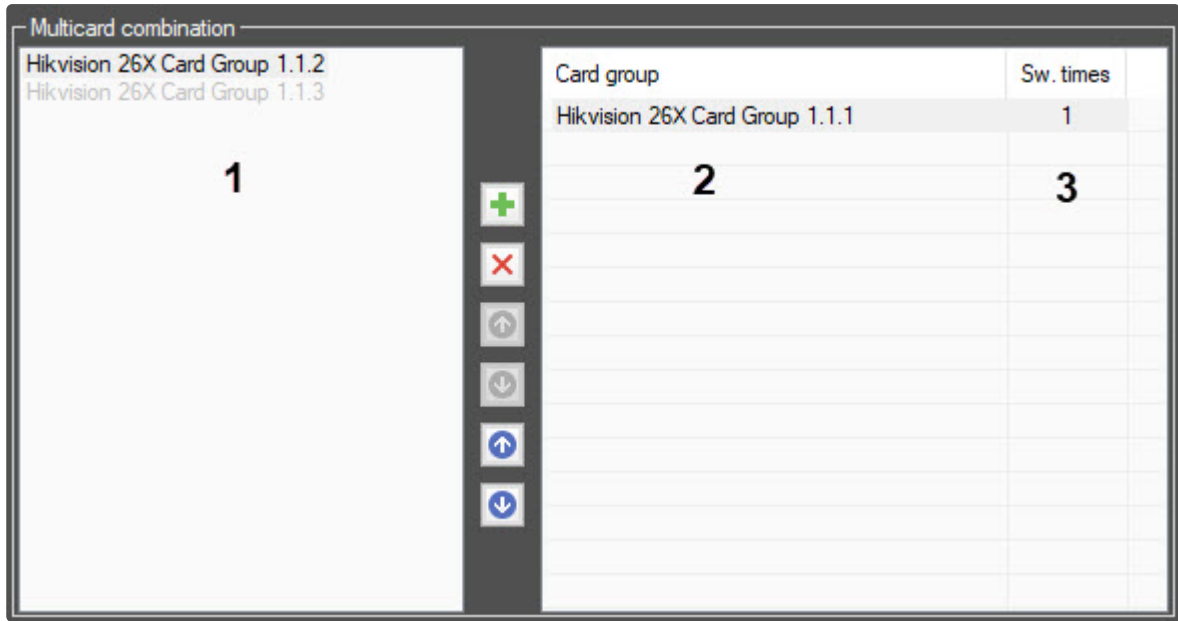 Multicard combination
Hikvision 26X Card Group 1.1.2
Hikvision 26X Card Group 1.1.3
1
Card group Sw. times
Hikvision 26X Card Group 1.1.1 1
2 3